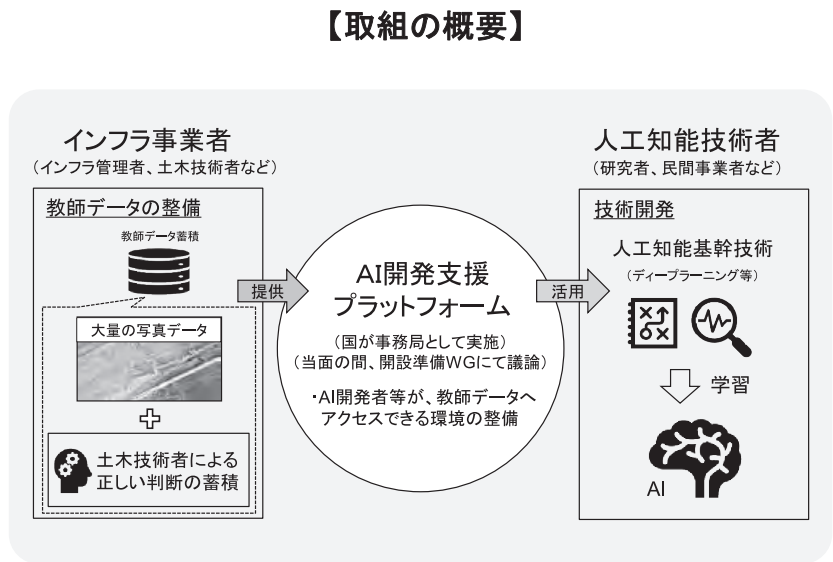 【取組の概要】
インフラ事業者
（インフラ管理者、土木技術者など）
教師データの整備
教師データ蓄積
大量の写真データ
土木技術者による
正しい判断の蓄積
提供
AI開発支援
プラットフォーム
（国が事務局として実施）
（当面の間、開設準備WGにて議論）
・AI開発者等が、教師データへ
アクセスできる環境の整備
活用
人工知能技術者
（研究者、民間事業者など）
技術開発
人工知能基幹技術
（ディープラーニング等）
学習
AI